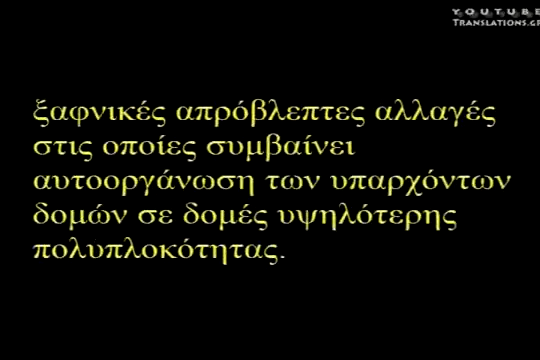 YOUTUBE
TRANSLATIONS.GR
ξαφνικές απρόβλεπτες αλλαγές
στις οποίες συμβαίνει
αυτοοργάνωση των υπαρχόντων
δομών σε δομές υψηλότερης
πολυπλοκότητας.